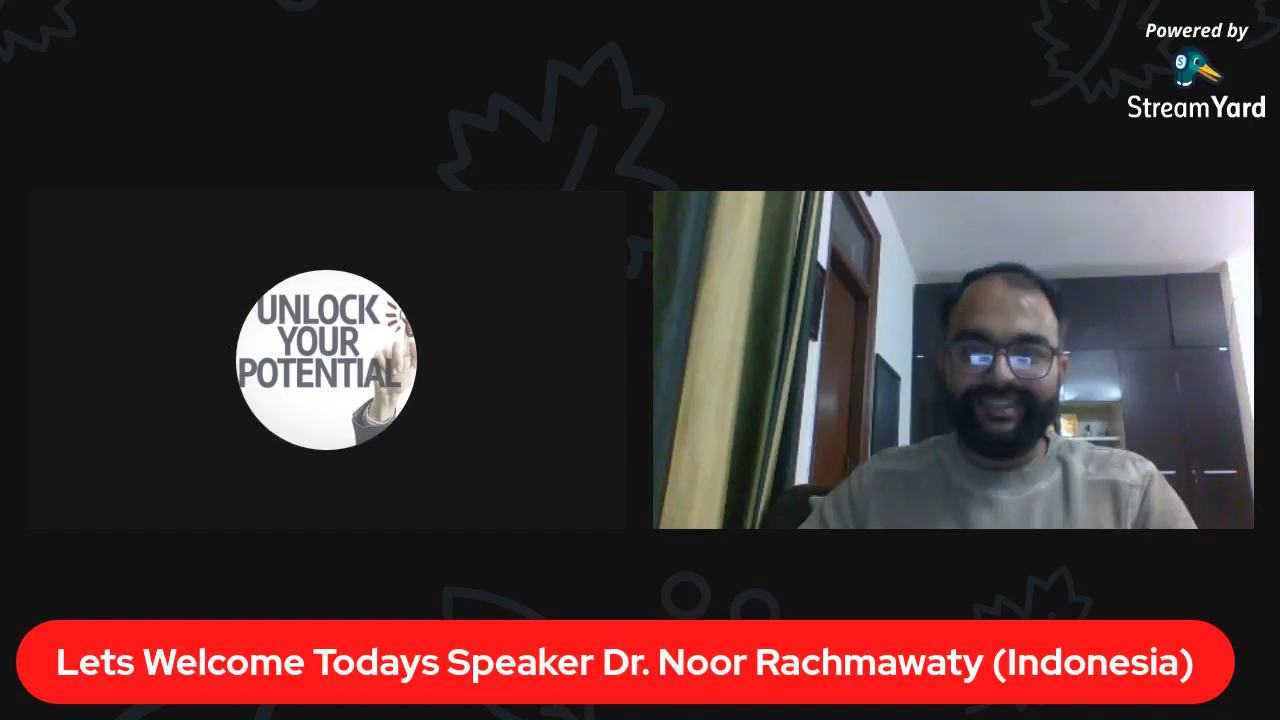 Powered by
StreamYard
UNLOCK
YOUR
POTENTIAL
Lets Welcome Todays Speaker Dr. Noor Rachmawaty (Indonesia)